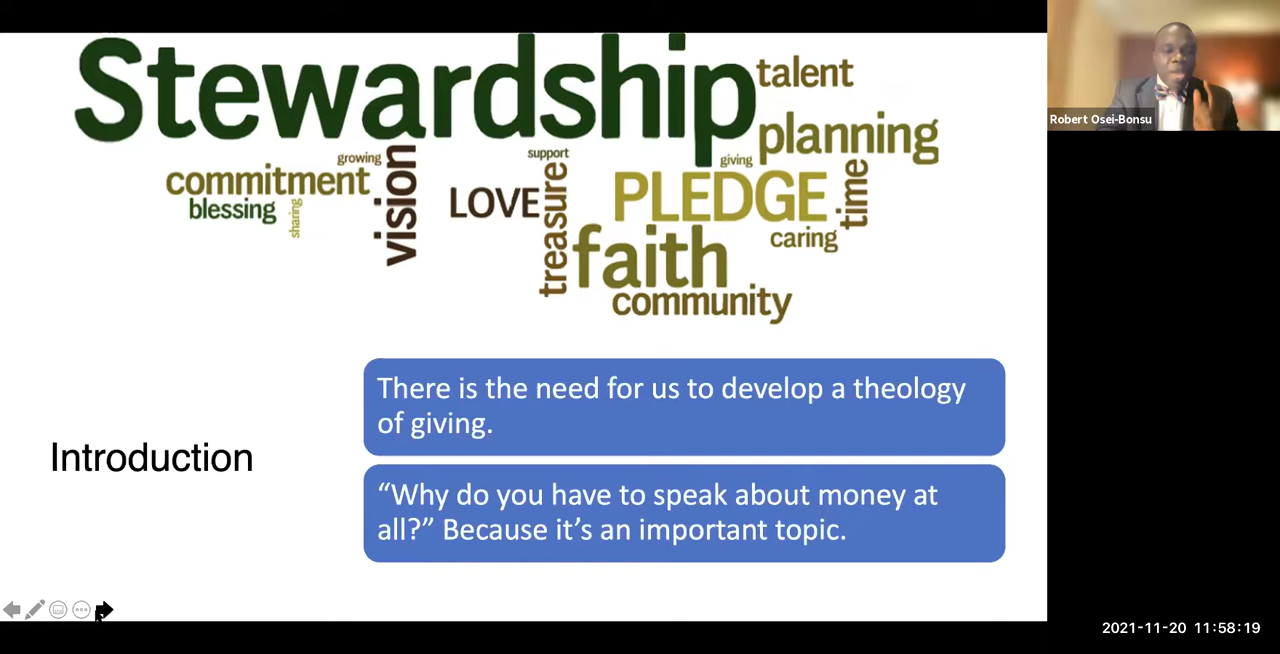 Stewardship
talent
planning
growing
support
giving
commitment
vision
LOVE
treasure
PLEDGE
time
blessing
sharing
faith
caring
community
Robert Osei-Bonsu
There is the need for us to develop a theology
of giving.
Introduction
“Why do you have to speak about money at
all?” Because it’s an important topic.
2021-11-20 11:58:19